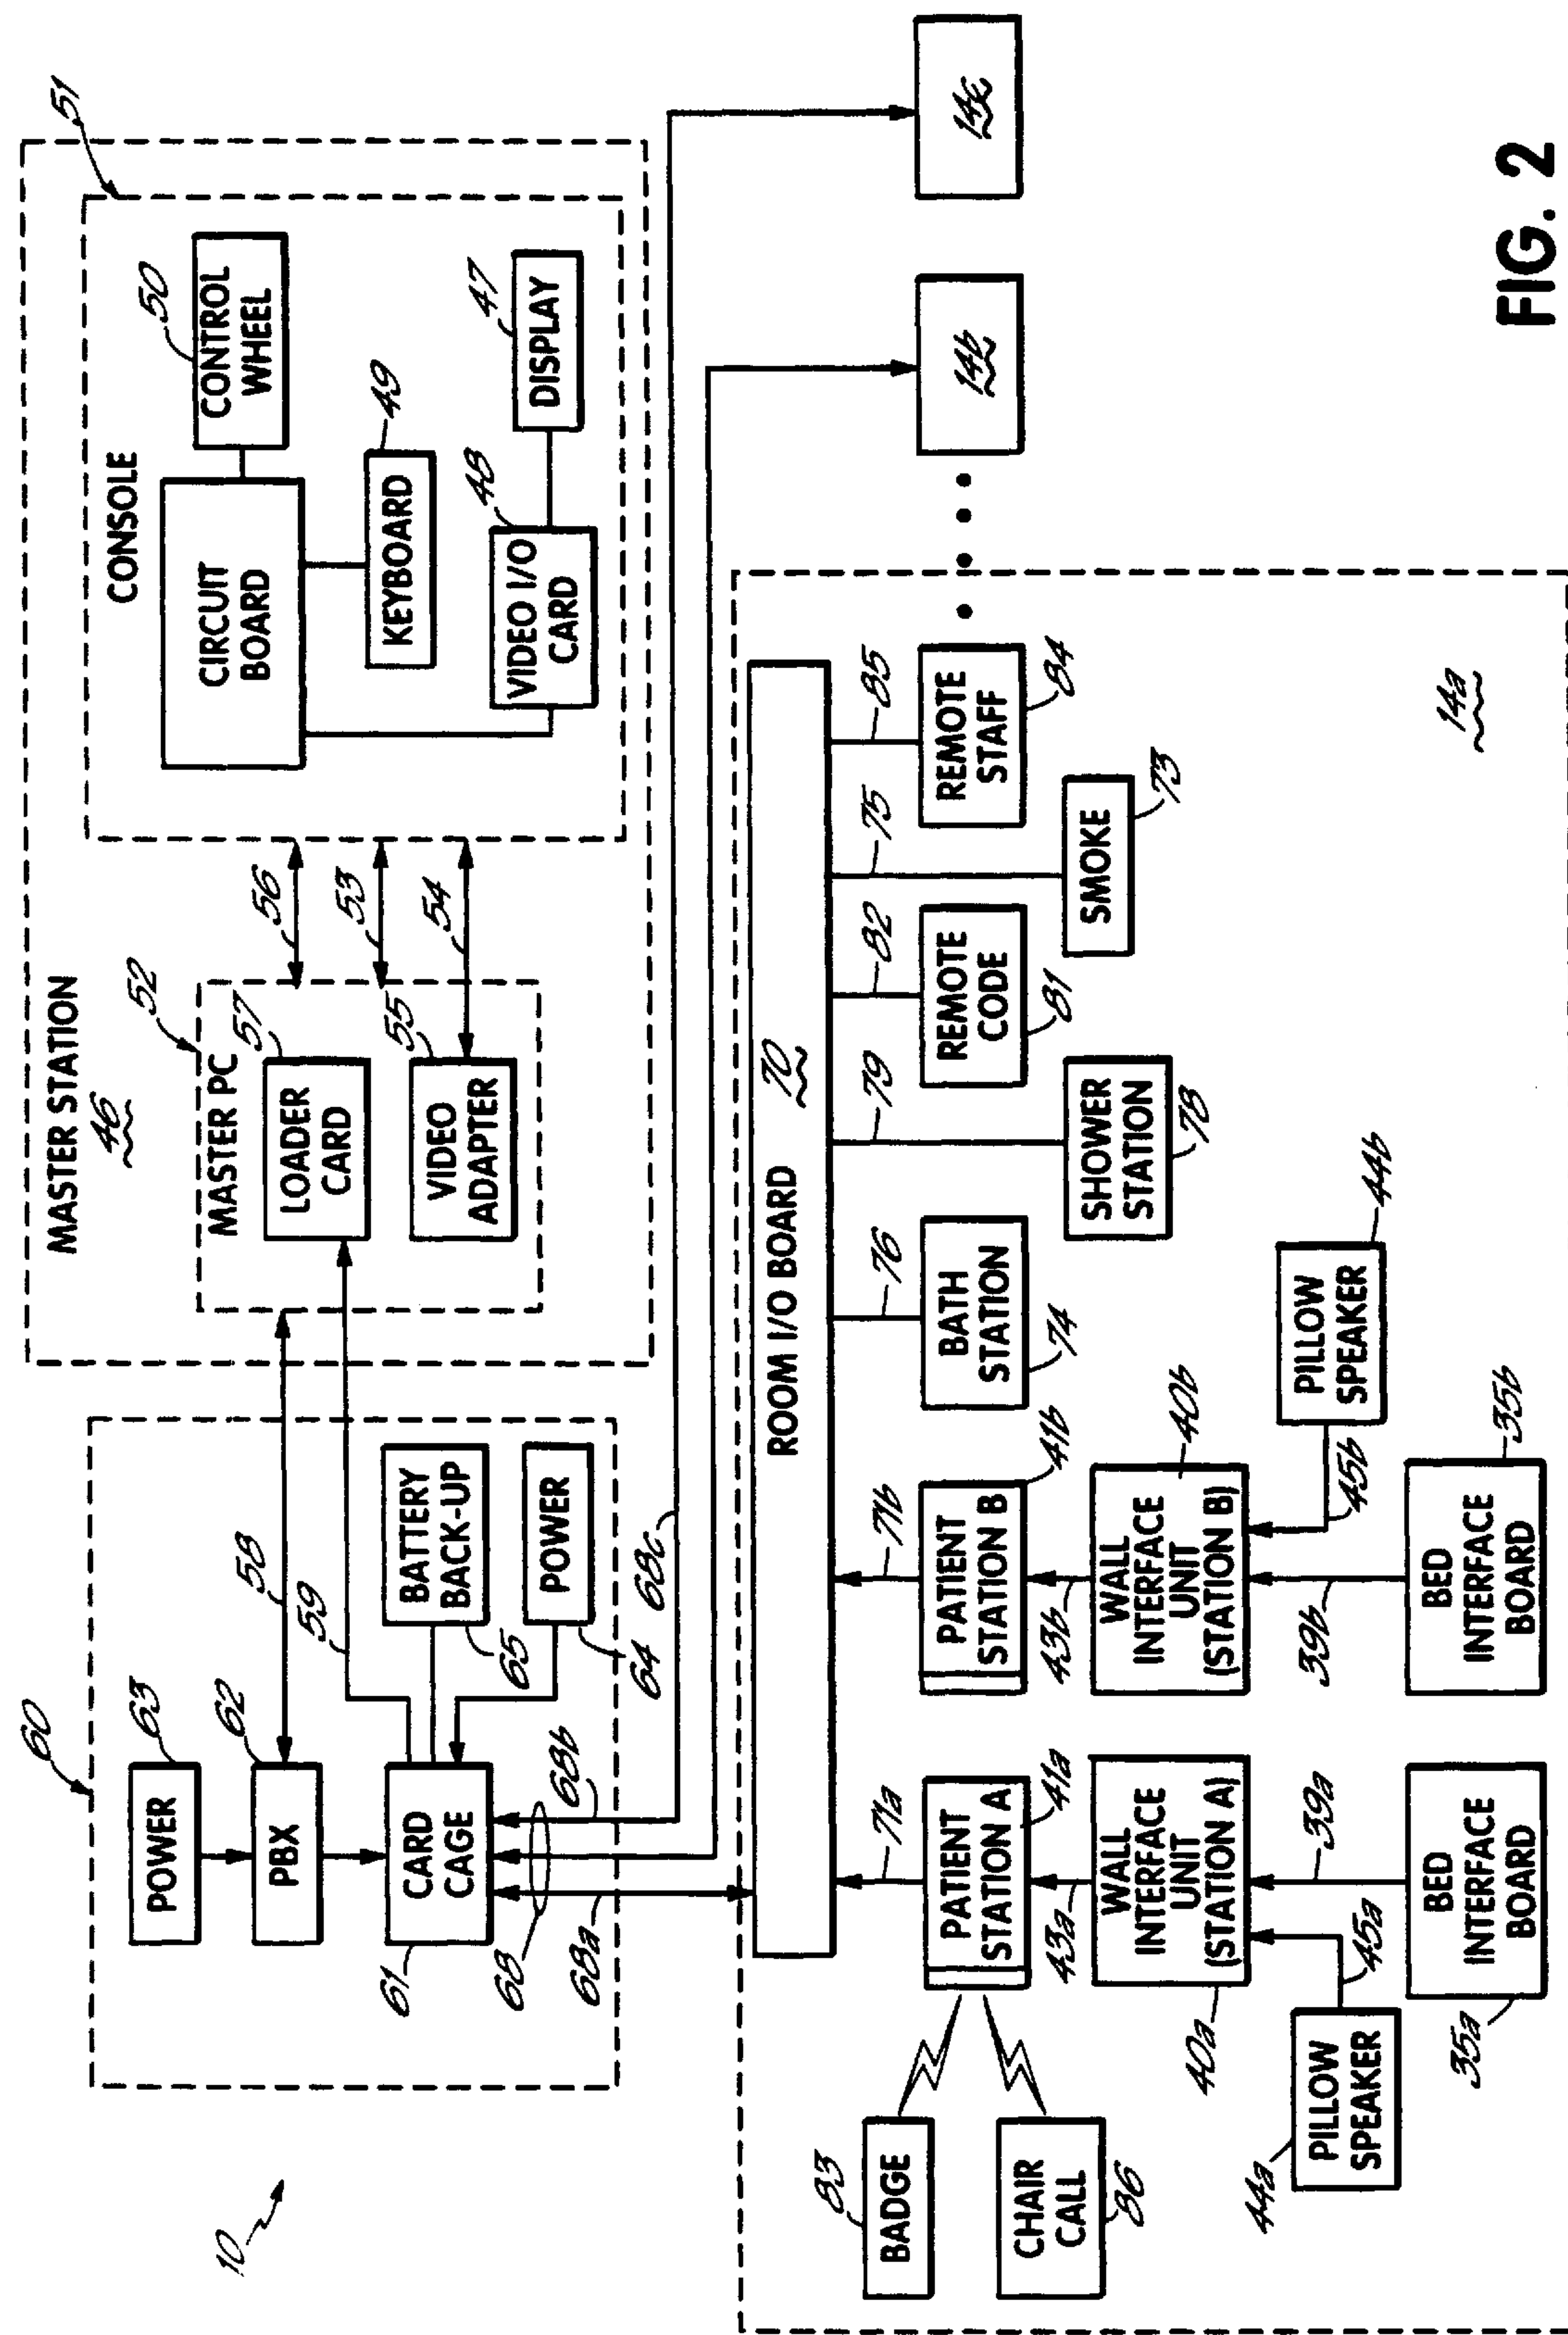 10
60
POWER
63
PBX
62
58
59
CARD
CAGE
61
BATTERY
BACK-UP
65
POWER
64
68
68a
68b
68c
MASTER STATION
46
MASTER PC
52
LOADER
CARD
57
VIDEO
ADAPTER
55
56
53
54
CONSOLE
51
CIRCUIT
BOARD
CONTROL
WHEEL
50
KEYBOARD
49
VIDEO I/O
CARD
48
DISPLAY
47
ROOM I/O BOARD
70
71a
71b
76
79
82
75
85
BADGE
83
CHAIR
CALL
86
PATIENT
STATION A
41a
PATIENT
STATION B
41b
BATH
STATION
74
SHOWER
STATION
78
REMOTE
CODE
81
SMOKE
73
REMOTE
STAFF
84
14b
14c
43a
43b
WALL
INTERFACE
UNIT
(STATION A)
40a
WALL
INTERFACE
UNIT
(STATION B)
40b
PILLOW
SPEAKER
44a
45a
39a
39b
45b
PILLOW
SPEAKER
44b
BED
INTERFACE
BOARD
35a
BED
INTERFACE
BOARD
35b
14a
FIG. 2